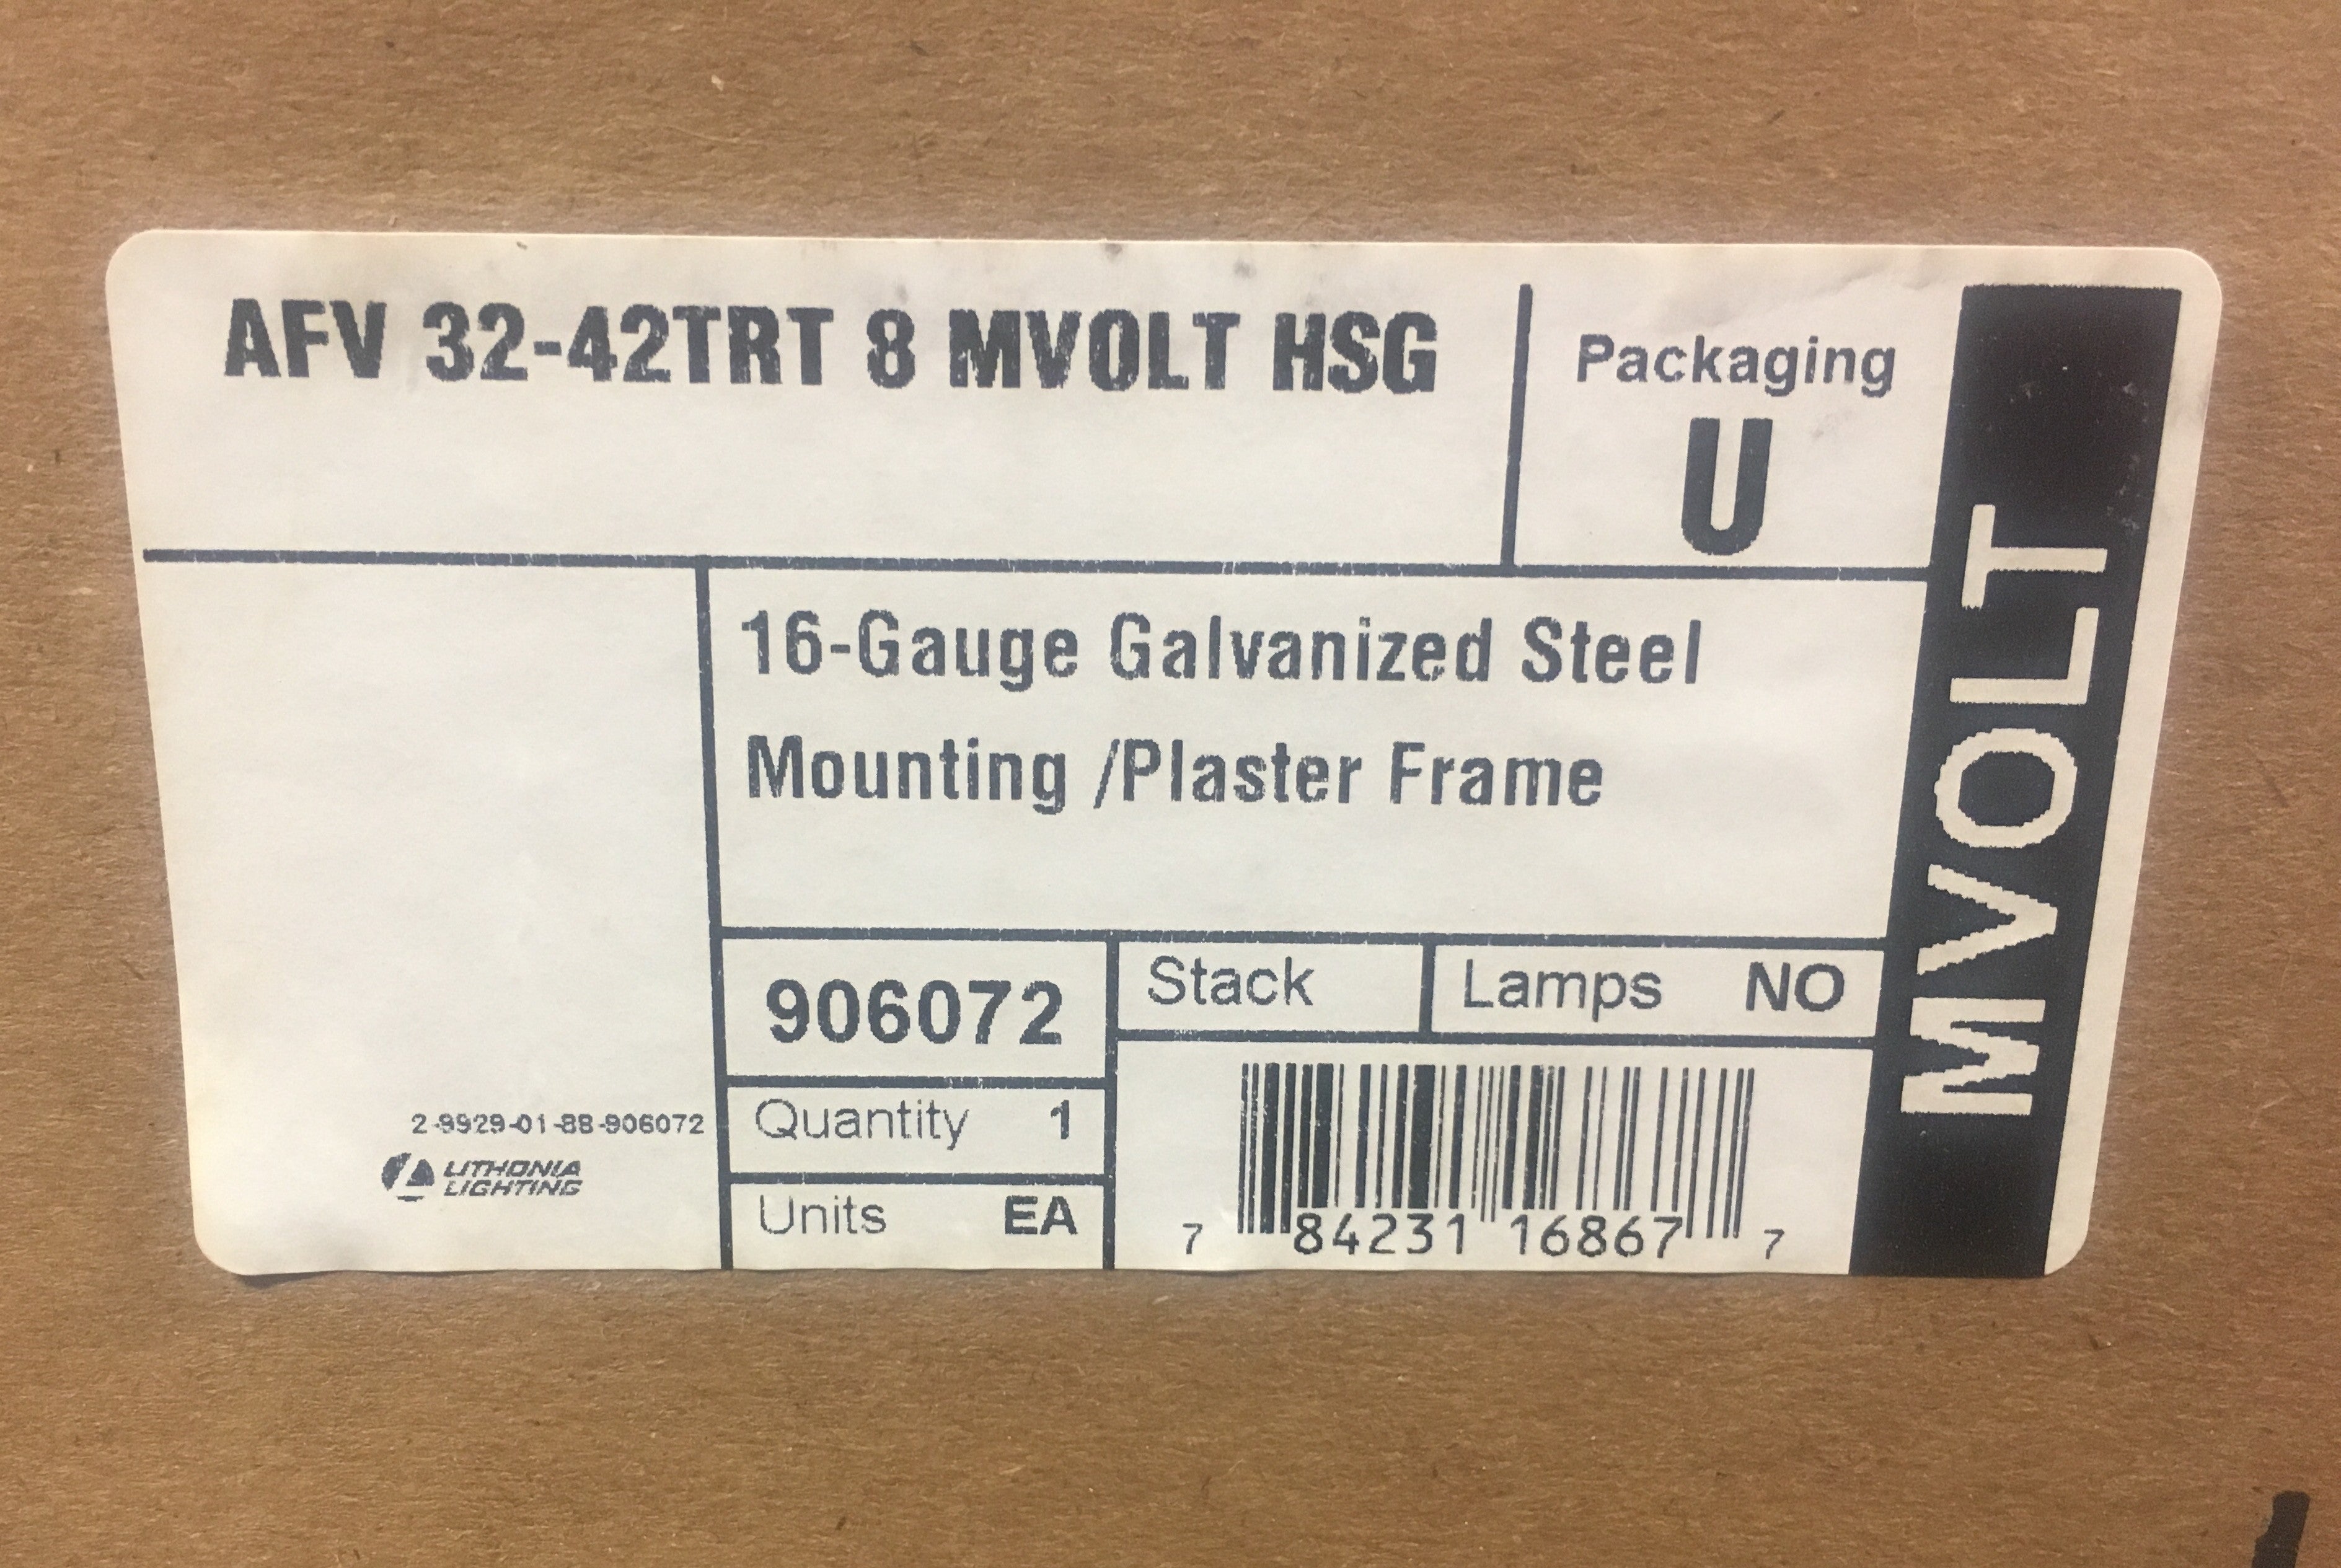 AFV 32-42TRT 8 MVOLT HSG
Packaging
U
MVOLT
16-Gauge Galvanized Steel
Mounting /Plaster Frame
906072
Stack
Lamps NO
Quantity 1
Units EA
2-9929-01-88-906072
LITHONIA
LIGHTING
7 84231 16867 7